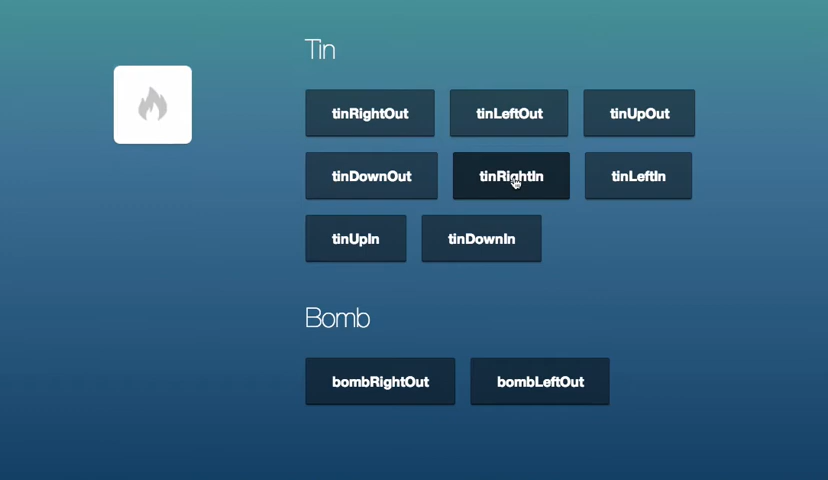 Tin
tinRightOut tinLeftOut tinUpOut
tinDownOut tinRightIn tinLeftIn
tinUpIn tinDownIn
Bomb
bombRightOut bombLeftOut